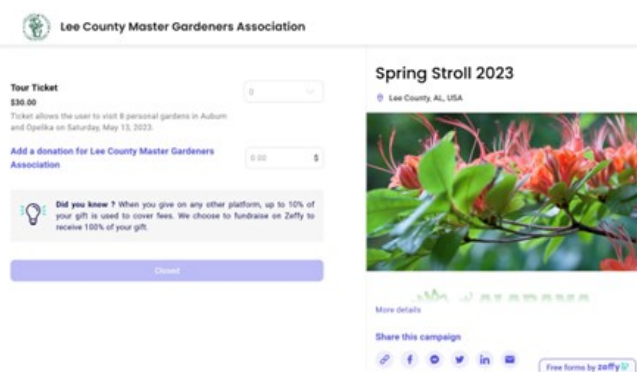 Lee County Master Gardeners Association
Tour Ticket
$30.00
0
Ticket allows the user to visit 8 personal gardens in Auburn
and Opelika on Saturday, May 13, 2023.
Add a donation for Lee County Master Gardeners
Association
0.00 $
Did you know ? When you give on any other platform, up to 10% of
your gift is used to cover fees. We choose to fundraise on Zeffy to
receive 100% of your gift.
Closed
Spring Stroll 2023
Lee County, AL, USA
ALABAMA
More details
Share this campaign
Free forms by zeffy